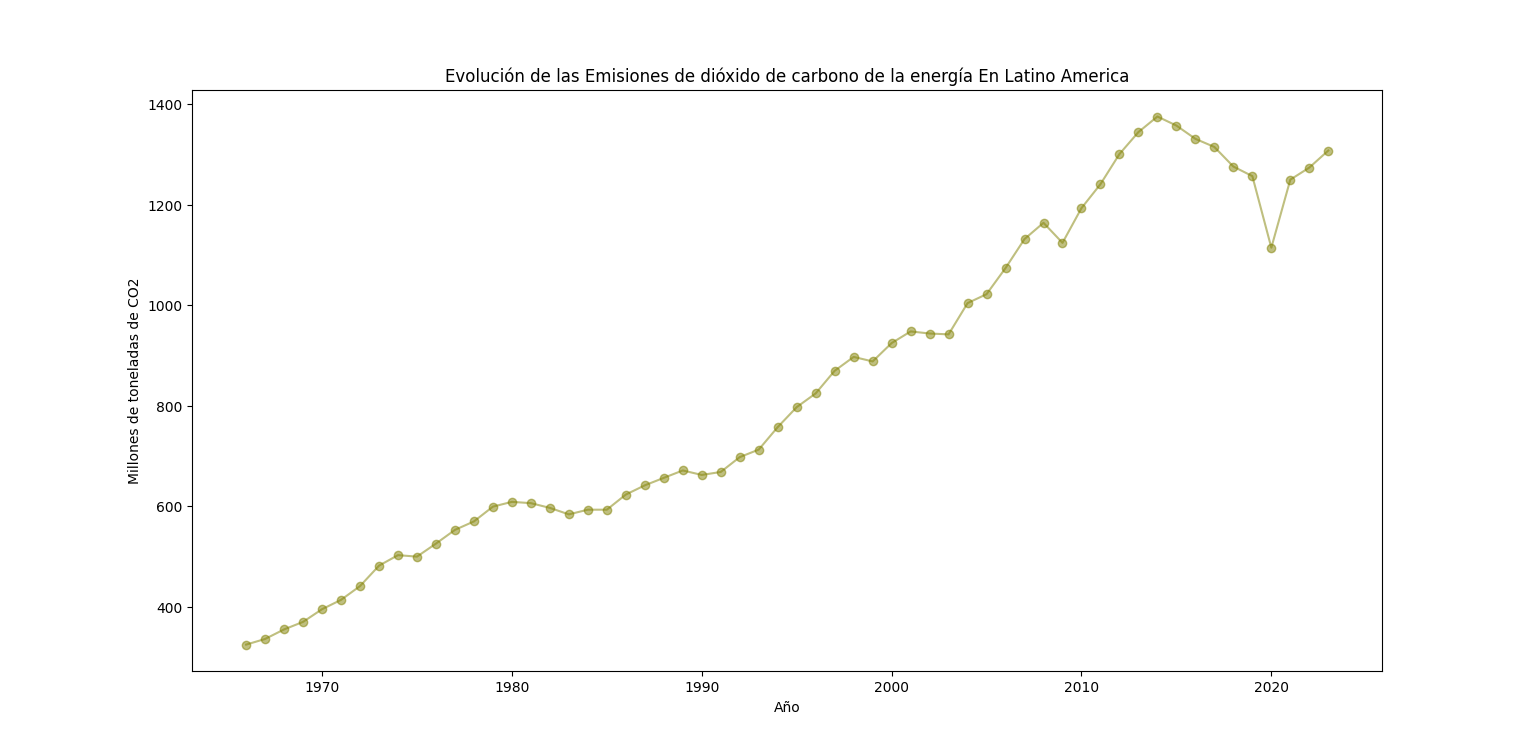 Evolución de las Emisiones de dióxido de carbono de la energía En Latino America
1400
1200
1000
800
600
400
Millones de toneladas de CO2
1970 1980 1990 2000 2010 2020
Año